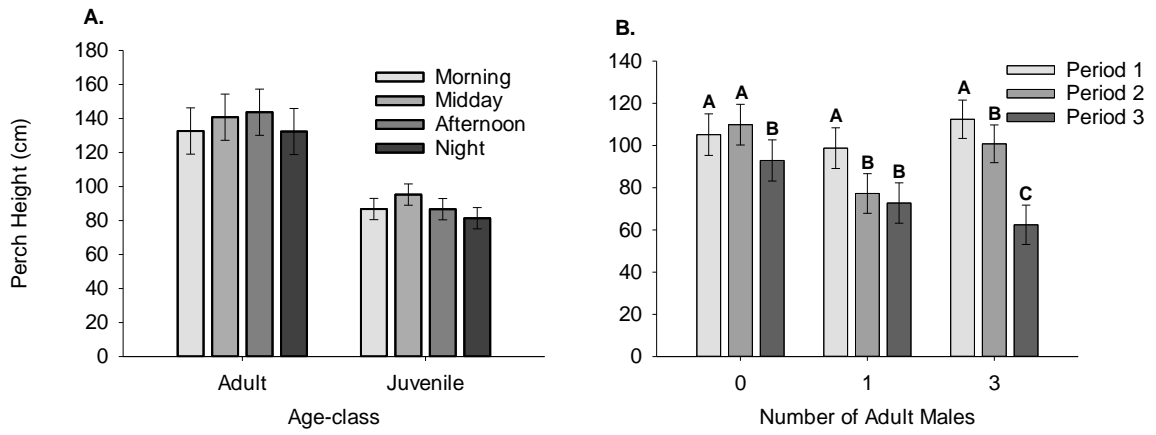 A.
Perch Height (cm)
180
160
140
120
100
80
60
40
20
0
Morning
Midday
Afternoon
Night
Adult Juvenile
Age-class
B.
140
120
100
80
60
40
20
0
Period 1
Period 2
Period 3
A A B
A B B
A B C
0 1 3
Number of Adult Males